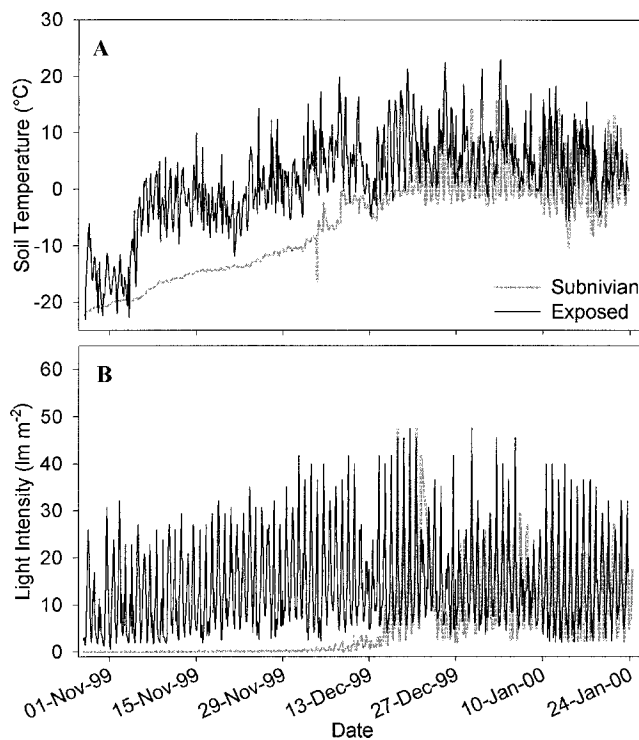 A
30
20
10
0
-10
-20
Soil Temperature (°C)
Subnivian
Exposed
B
60
50
40
30
20
10
0
Light Intensity (lm m⁻²)
01-Nov-99
15-Nov-99
29-Nov-99
13-Dec-99
27-Dec-99
10-Jan-00
24-Jan-00
Date